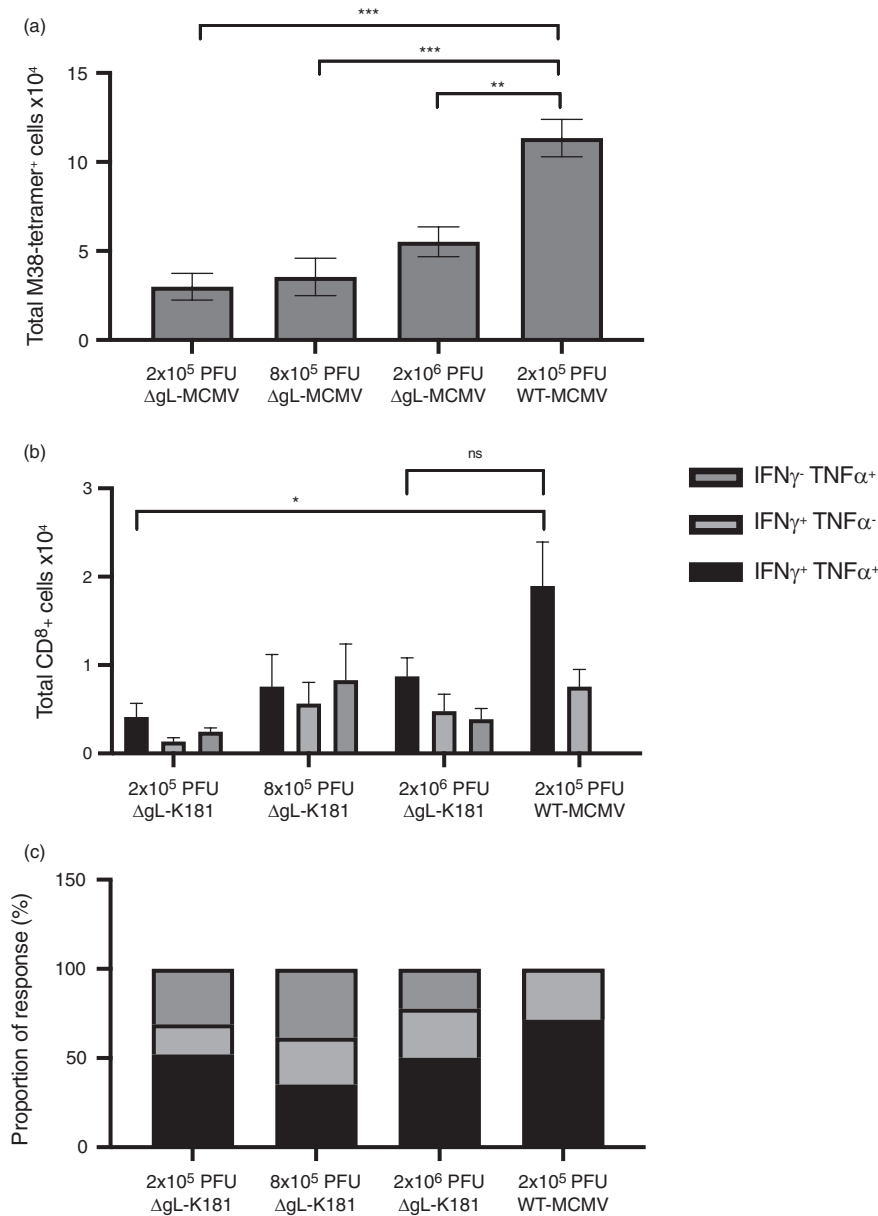 (a)
***
***
**
Total M38-tetramer⁺ cells x10⁴
15
10
5
0
2x10⁵ PFU
ΔgL-MCMV
8x10⁵ PFU
ΔgL-MCMV
2x10⁶ PFU
ΔgL-MCMV
2x10⁵ PFU
WT-MCMV
(b)
ns
*
Total CD⁸₊ cells x10⁴
3
2
1
0
2x10⁵ PFU
ΔgL-K181
8x10⁵ PFU
ΔgL-K181
2x10⁶ PFU
ΔgL-K181
2x10⁵ PFU
WT-MCMV
IFNγ⁻ TNFα⁺
IFNγ⁺ TNFα⁻
IFNγ⁺ TNFα⁺
(c)
Proportion of response (%)
150
100
50
0
2x10⁵ PFU
ΔgL-K181
8x10⁵ PFU
ΔgL-K181
2x10⁶ PFU
ΔgL-K181
2x10⁵ PFU
WT-MCMV